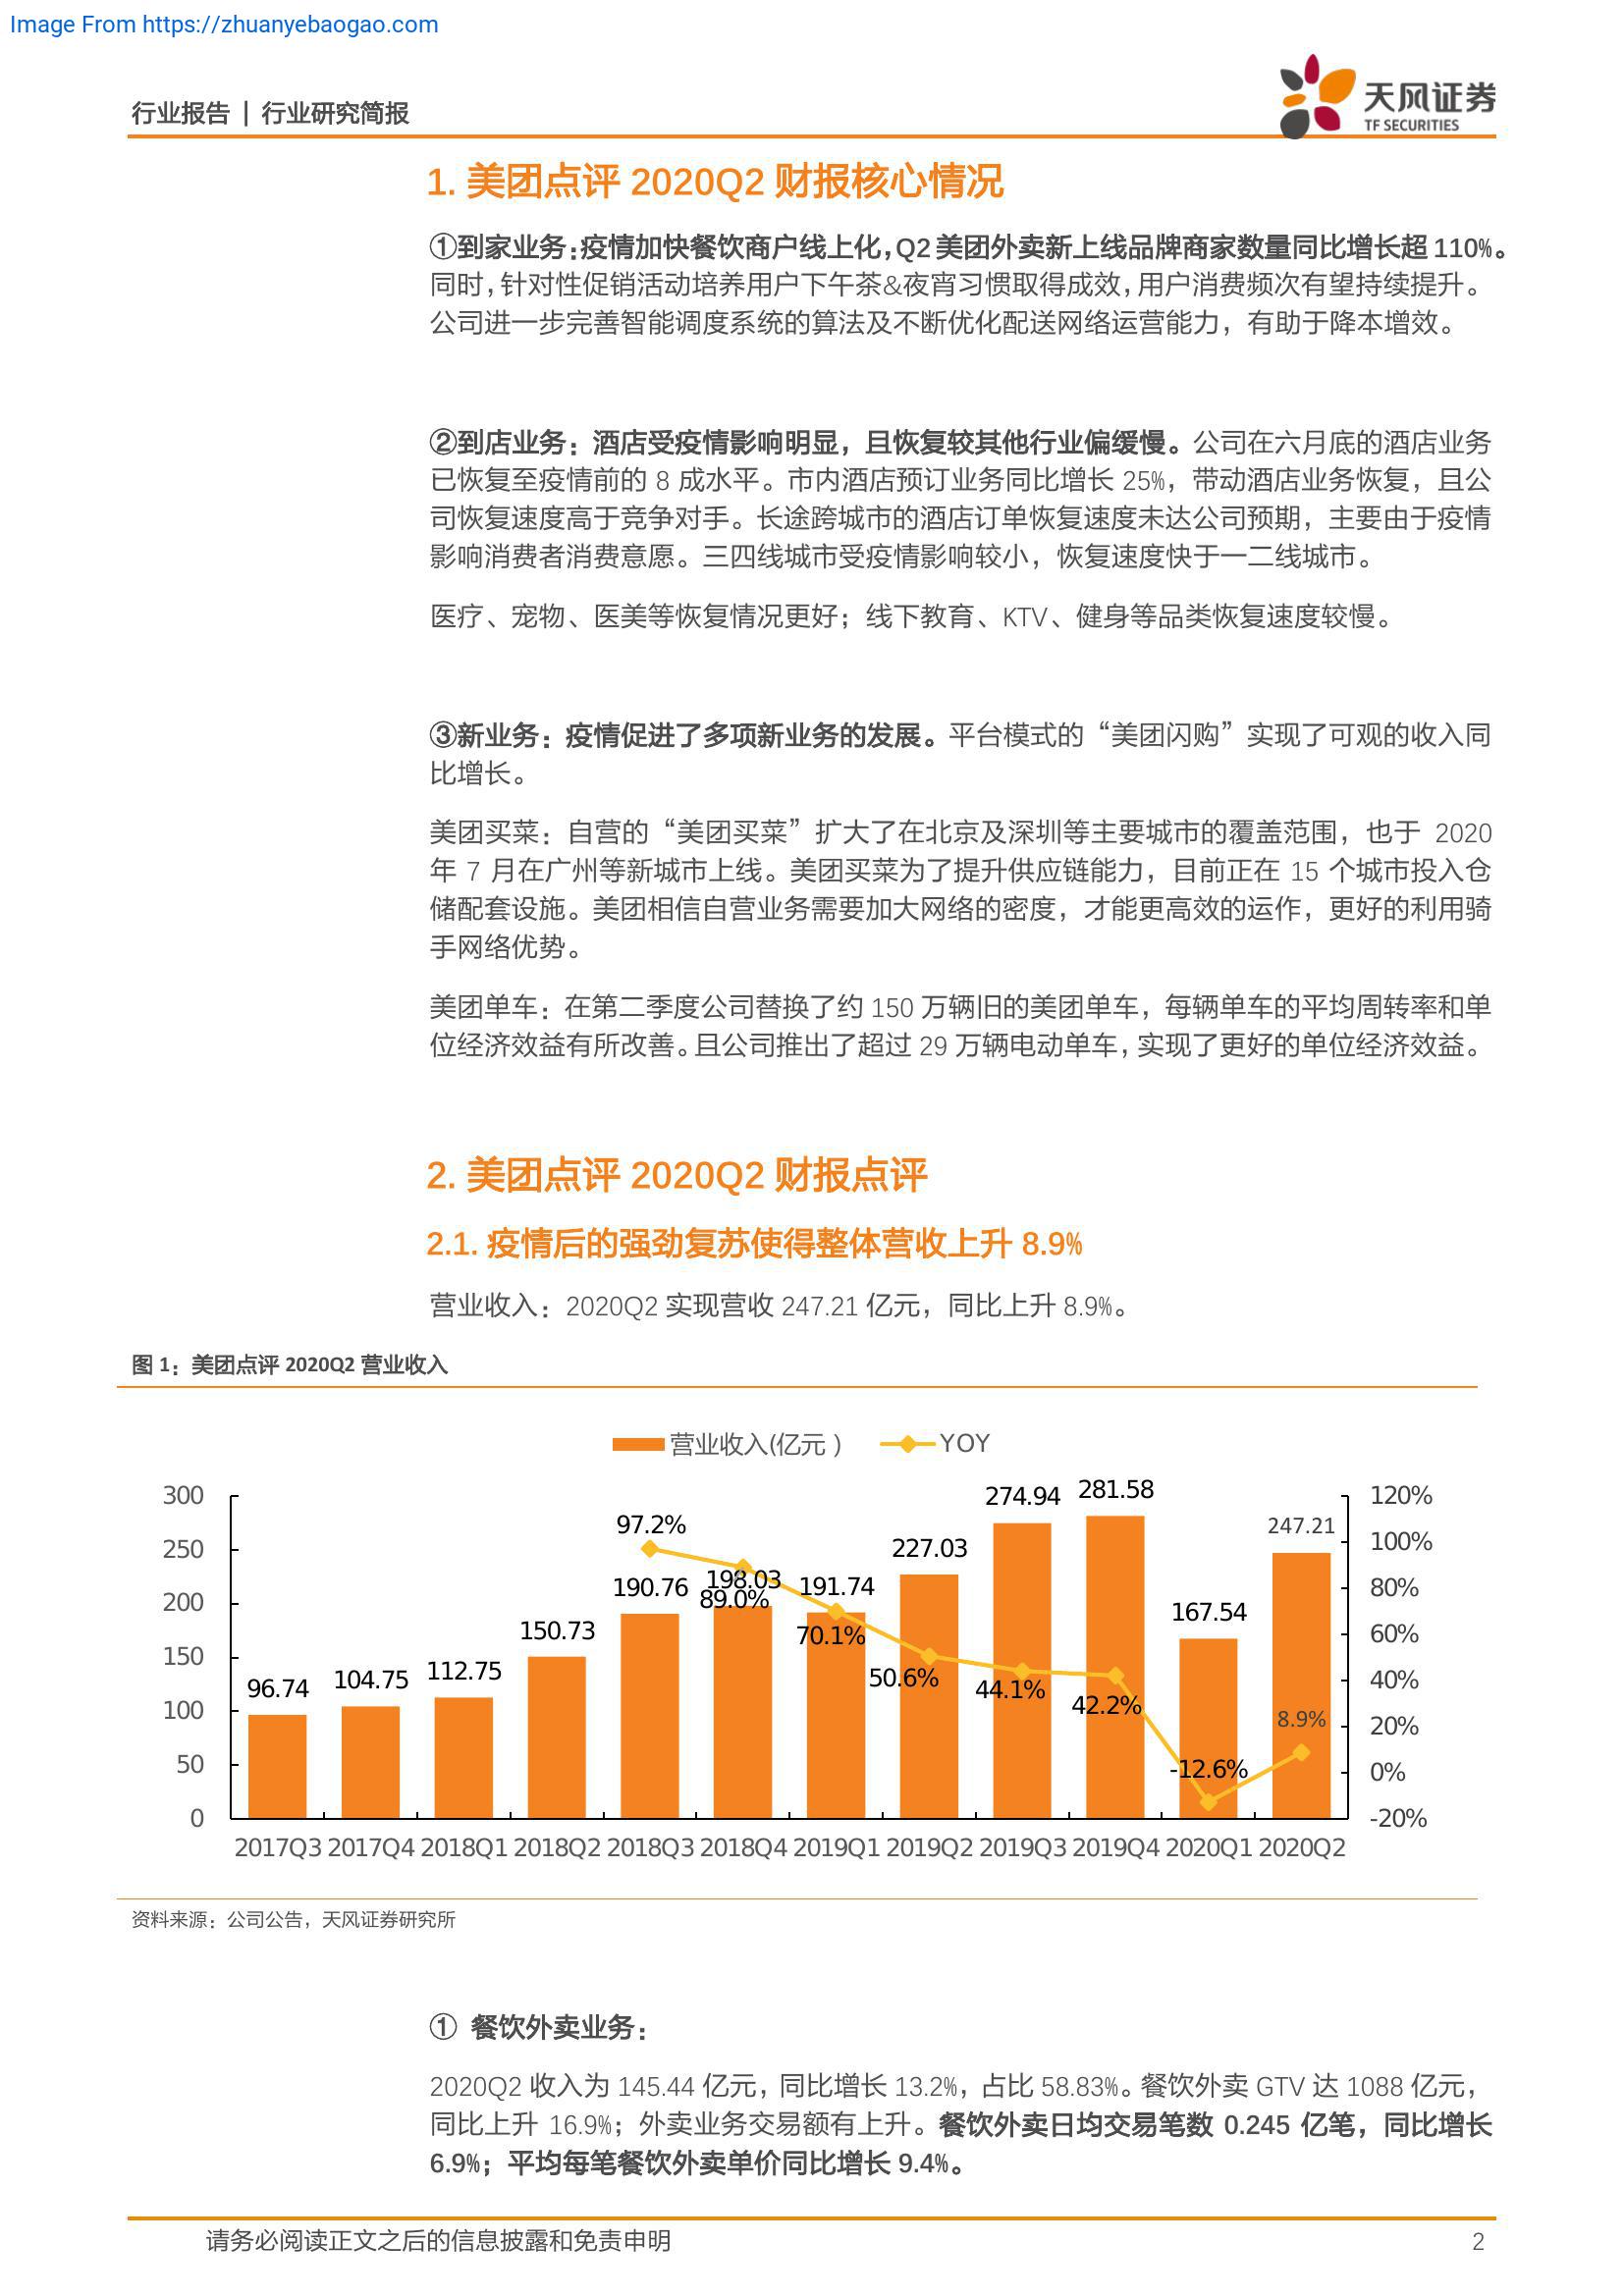 Image From https://zhuanyebaogao.com
行业报告 | 行业研究简报
天风证券
TF SECURITIES
1. 美团点评 2020Q2 财报核心情况
①到家业务：疫情加快餐饮商户线上化，Q2 美团外卖新上线品牌商家数量同比增长超 110%。
同时，针对性促销活动培养用户下午茶&夜宵习惯取得成效，用户消费频次有望持续提升。
公司进一步完善智能调度系统的算法及不断优化配送网络运营能力，有助于降本增效。
②到店业务：酒店受疫情影响明显，且恢复较其他行业偏缓慢。公司在六月底的酒店业务
已恢复至疫情前的 8 成水平。市内酒店预订业务同比增长 25%，带动酒店业务恢复，且公
司恢复速度高于竞争对手。长途跨城市的酒店订单恢复速度未达公司预期，主要由于疫情
影响消费者消费意愿。三四线城市受疫情影响较小，恢复速度快于一二线城市。
医疗、宠物、医美等恢复情况更好；线下教育、KTV、健身等品类恢复速度较慢。
③新业务：疫情促进了多项新业务的发展。平台模式的“美团闪购”实现了可观的收入同
比增长。
美团买菜：自营的“美团买菜”扩大了在北京及深圳等主要城市的覆盖范围，也于 2020
年 7 月在广州等新城市上线。美团买菜为了提升供应链能力，目前正在 15 个城市投入仓
储配套设施。美团相信自营业务需要加大网络的密度，才能更高效的运作，更好的利用骑
手网络优势。
美团单车：在第二季度公司替换了约 150 万辆旧的美团单车，每辆单车的平均周转率和单
位经济效益有所改善。且公司推出了超过 29 万辆电动单车，实现了更好的单位经济效益。
2. 美团点评 2020Q2 财报点评
2.1. 疫情后的强劲复苏使得整体营收上升 8.9%
营业收入：2020Q2 实现营收 247.21 亿元，同比上升 8.9%。
图 1：美团点评 2020Q2 营业收入
营业收入(亿元 ) YOY
300 250 200 150 100 50 0
96.74 104.75 112.75 150.73 190.76 198.03 191.74 227.03 274.94 281.58 167.54 247.21
97.2% 89.0% 70.1% 50.6% 44.1% 42.2% -12.6% 8.9%
120% 100% 80% 60% 40% 20% 0% -20%
2017Q3 2017Q4 2018Q1 2018Q2 2018Q3 2018Q4 2019Q1 2019Q2 2019Q3 2019Q4 2020Q1 2020Q2
资料来源：公司公告，天风证券研究所
① 餐饮外卖业务：
2020Q2 收入为 145.44 亿元，同比增长 13.2%，占比 58.83%。餐饮外卖 GTV 达 1088 亿元，
同比上升 16.9%；外卖业务交易额有上升。餐饮外卖日均交易笔数 0.245 亿笔，同比增长
6.9%；平均每笔餐饮外卖单价同比增长 9.4%。
请务必阅读正文之后的信息披露和免责申明 2